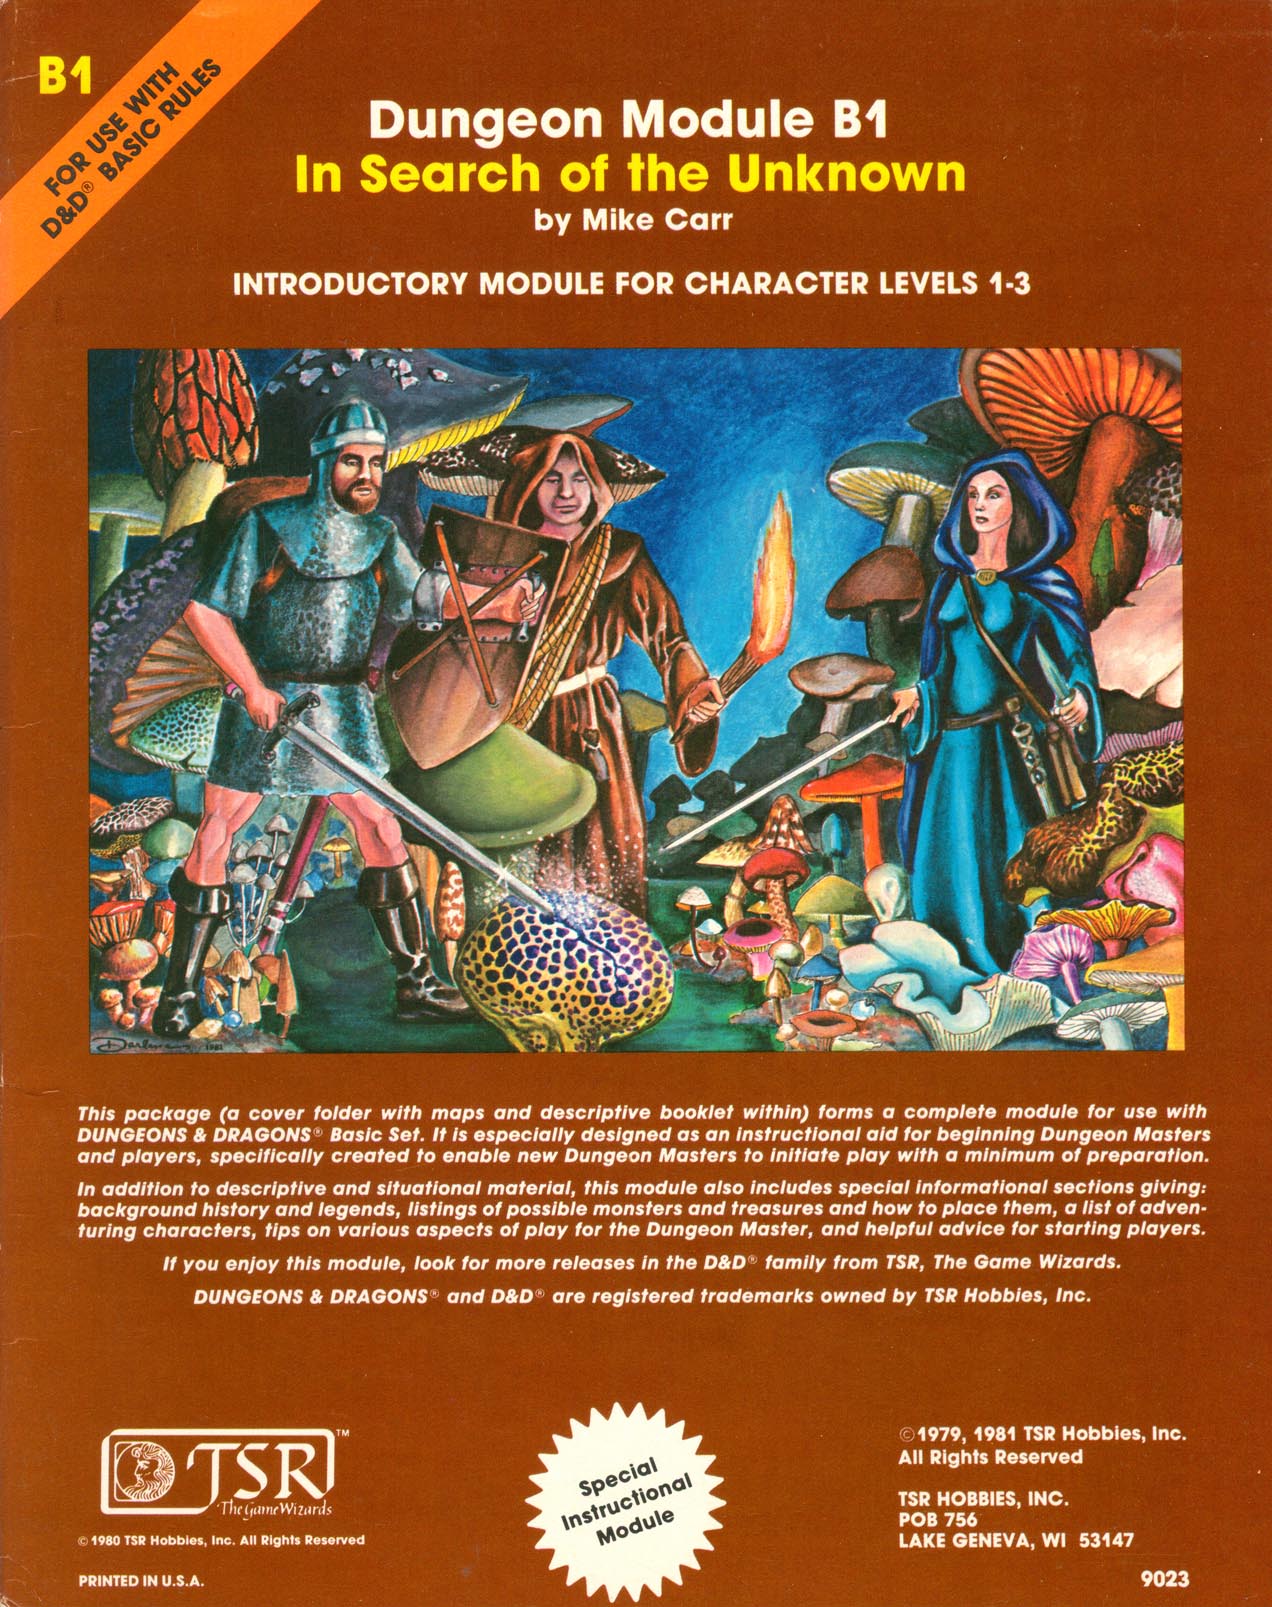 B1
FOR USE WITH
D&D® BASIC RULES
Dungeon Module B1
In Search of the Unknown
by Mike Carr
INTRODUCTORY MODULE FOR CHARACTER LEVELS 1-3
Darlene 1981
This package (a cover folder with maps and descriptive booklet within) forms a complete module for use with
DUNGEONS & DRAGONS® Basic Set. It is especially designed as an instructional aid for beginning Dungeon Masters
and players, specifically created to enable new Dungeon Masters to initiate play with a minimum of preparation.
In addition to descriptive and situational material, this module also includes special informational sections giving:
background history and legends, listings of possible monsters and treasures and how to place them, a list of adven-
turing characters, tips on various aspects of play for the Dungeon Master, and helpful advice for starting players.
If you enjoy this module, look for more releases in the D&D® family from TSR, The Game Wizards.
DUNGEONS & DRAGONS® and D&D® are registered trademarks owned by TSR Hobbies, Inc.
TSR™
The Game Wizards
© 1980 TSR Hobbies, Inc. All Rights Reserved
PRINTED IN U.S.A.
Special
Instructional
Module
©1979, 1981 TSR Hobbies, Inc.
All Rights Reserved
TSR HOBBIES, INC.
POB 756
LAKE GENEVA, WI 53147
9023